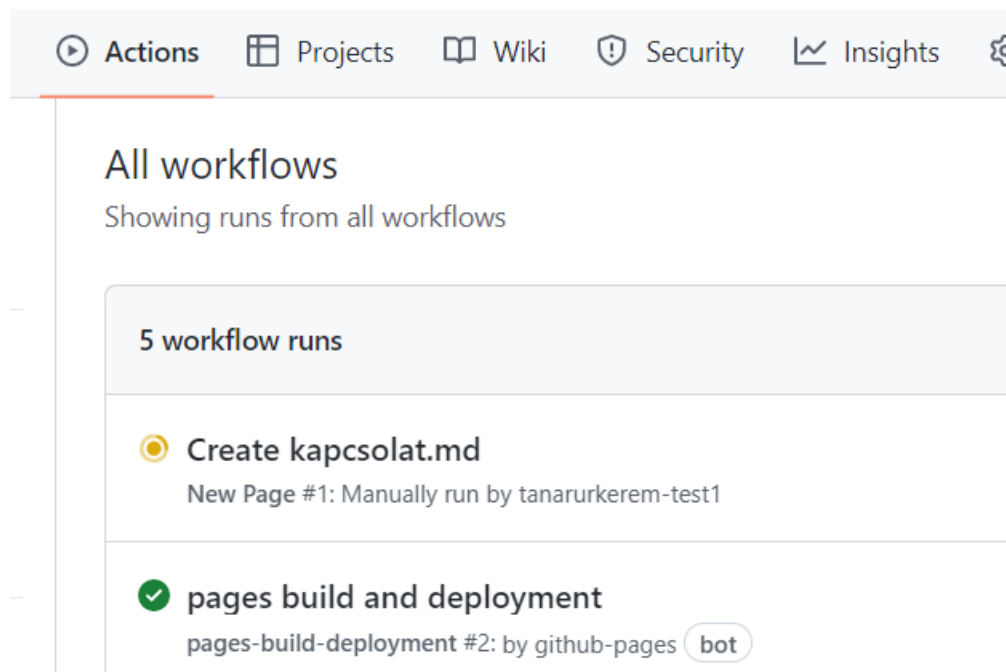 Actions Projects Wiki Security Insights
All workflows
Showing runs from all workflows
5 workflow runs
Create kapcsolat.md
New Page #1: Manually run by tanarurkerem-test1
pages build and deployment
pages-build-deployment #2: by github-pages bot